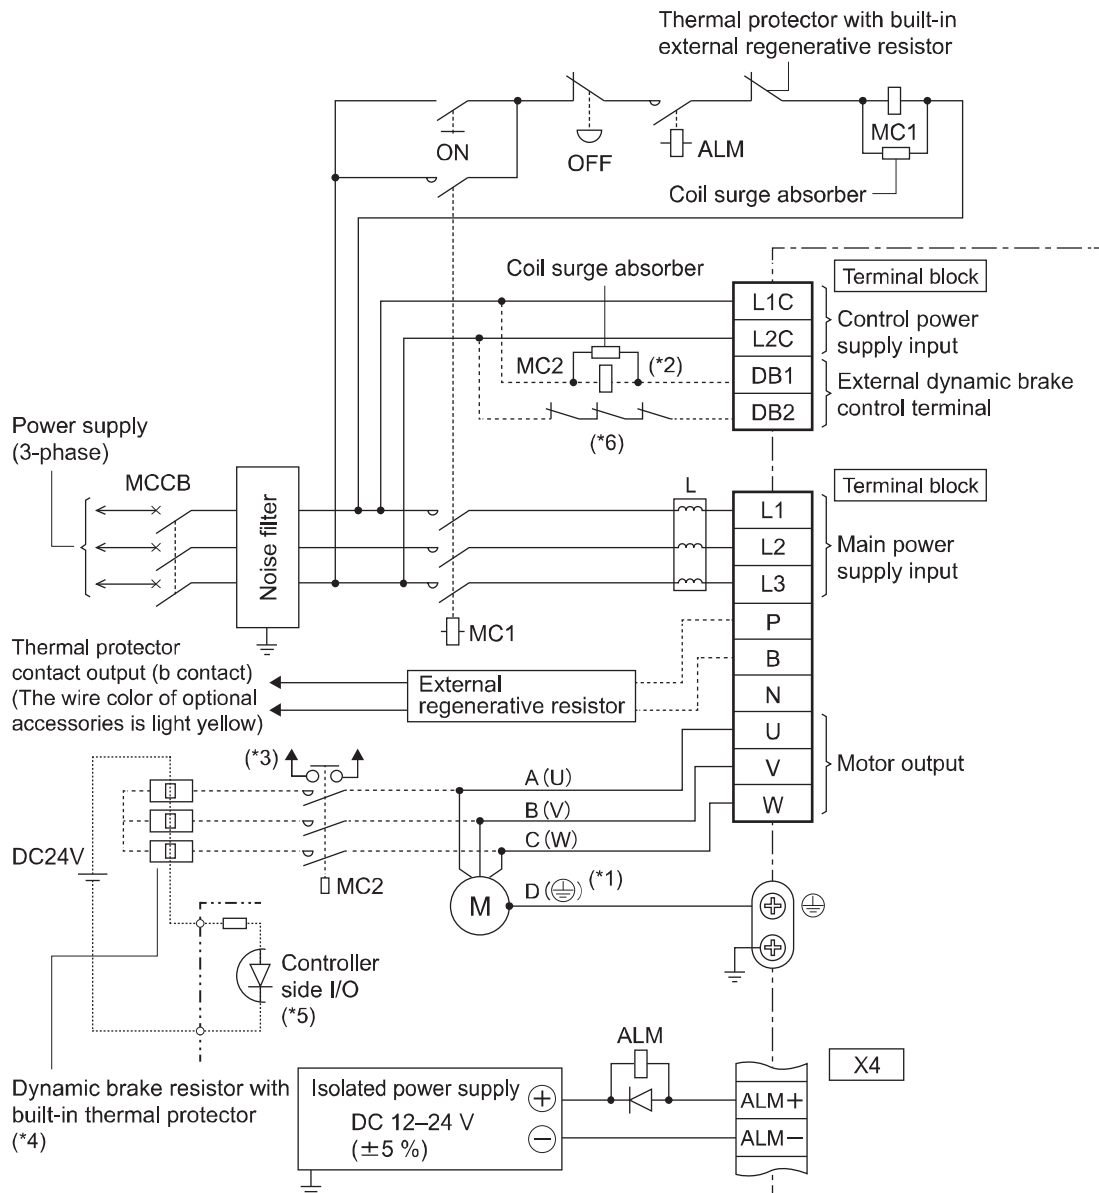 Thermal protector with built-in
external regenerative resistor
ON
OFF
ALM
MC1
Coil surge absorber
Coil surge absorber
Terminal block
L1C
L2C
Control power
supply input
MC2
(*2)
DB1
DB2
External dynamic brake
control terminal
(*6)
Power supply
(3-phase)
MCCB
Noise filter
L
Terminal block
L1
L2
L3
Main power
supply input
MC1
P
B
N
Thermal protector
contact output (b contact)
(The wire color of optional
accessories is light yellow)
External
regenerative resistor
U
V
W
Motor output
(*3)
A (U)
B (V)
C (W)
DC24V
MC2
M
D (⏚) (*1)
Controller
side I/O
(*5)
Dynamic brake resistor with
built-in thermal protector
(*4)
Isolated power supply
DC 12–24 V
(±5 %)
+
−
ALM
X4
ALM+
ALM−